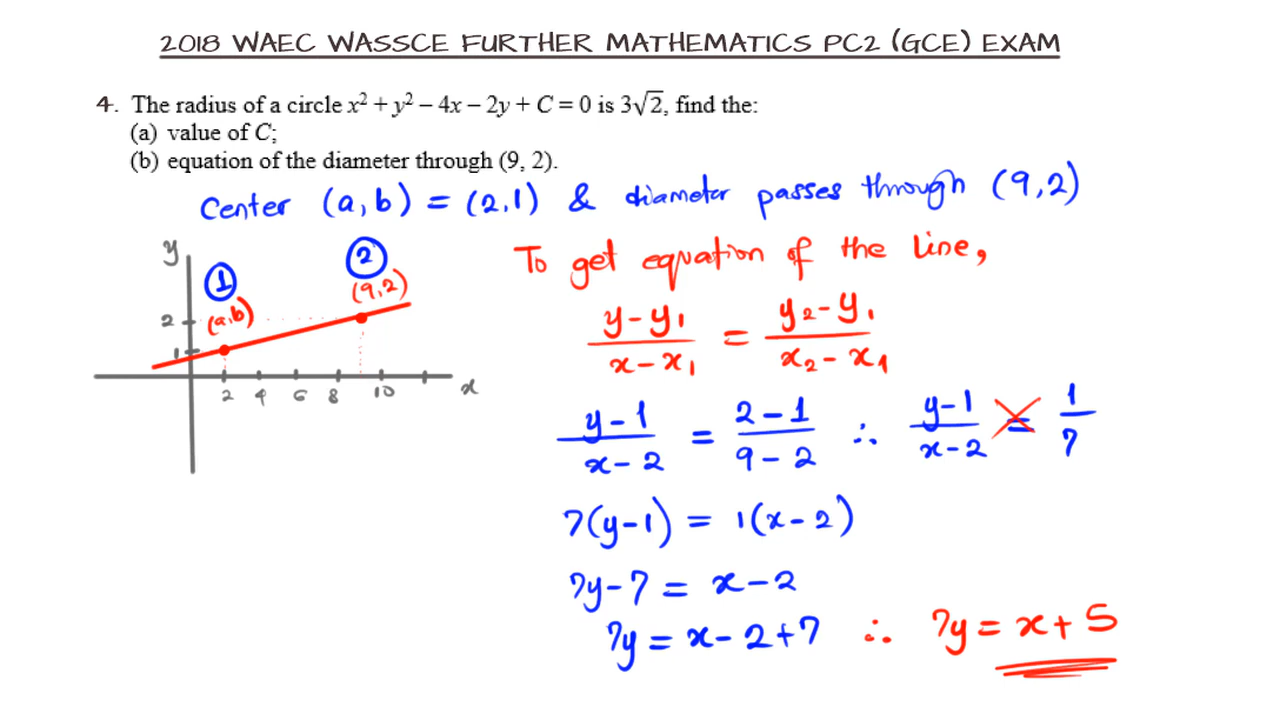 2018 WAEC WASSCE FURTHER MATHEMATICS PC2 (GCE) EXAM
4. The radius of a circle x² + y² – 4x – 2y + C = 0 is 3√2, find the:
(a) value of C;
(b) equation of the diameter through (9, 2).
Center (a,b) = (2,1) & diameter passes through (9,2)
To get equation of the line,
y
① ②
(a,b) (9,2)
2
1
2 4 6 8 10 x
(y-y₁)/(x-x₁) = (y₂-y₁)/(x₂-x₁)
(y-1)/(x-2) = (2-1)/(9-2) ∴ (y-1)/(x-2) = 1/7
7(y-1) = 1(x-2)
7y-7 = x-2
7y = x-2+7 ∴ 7y = x+5